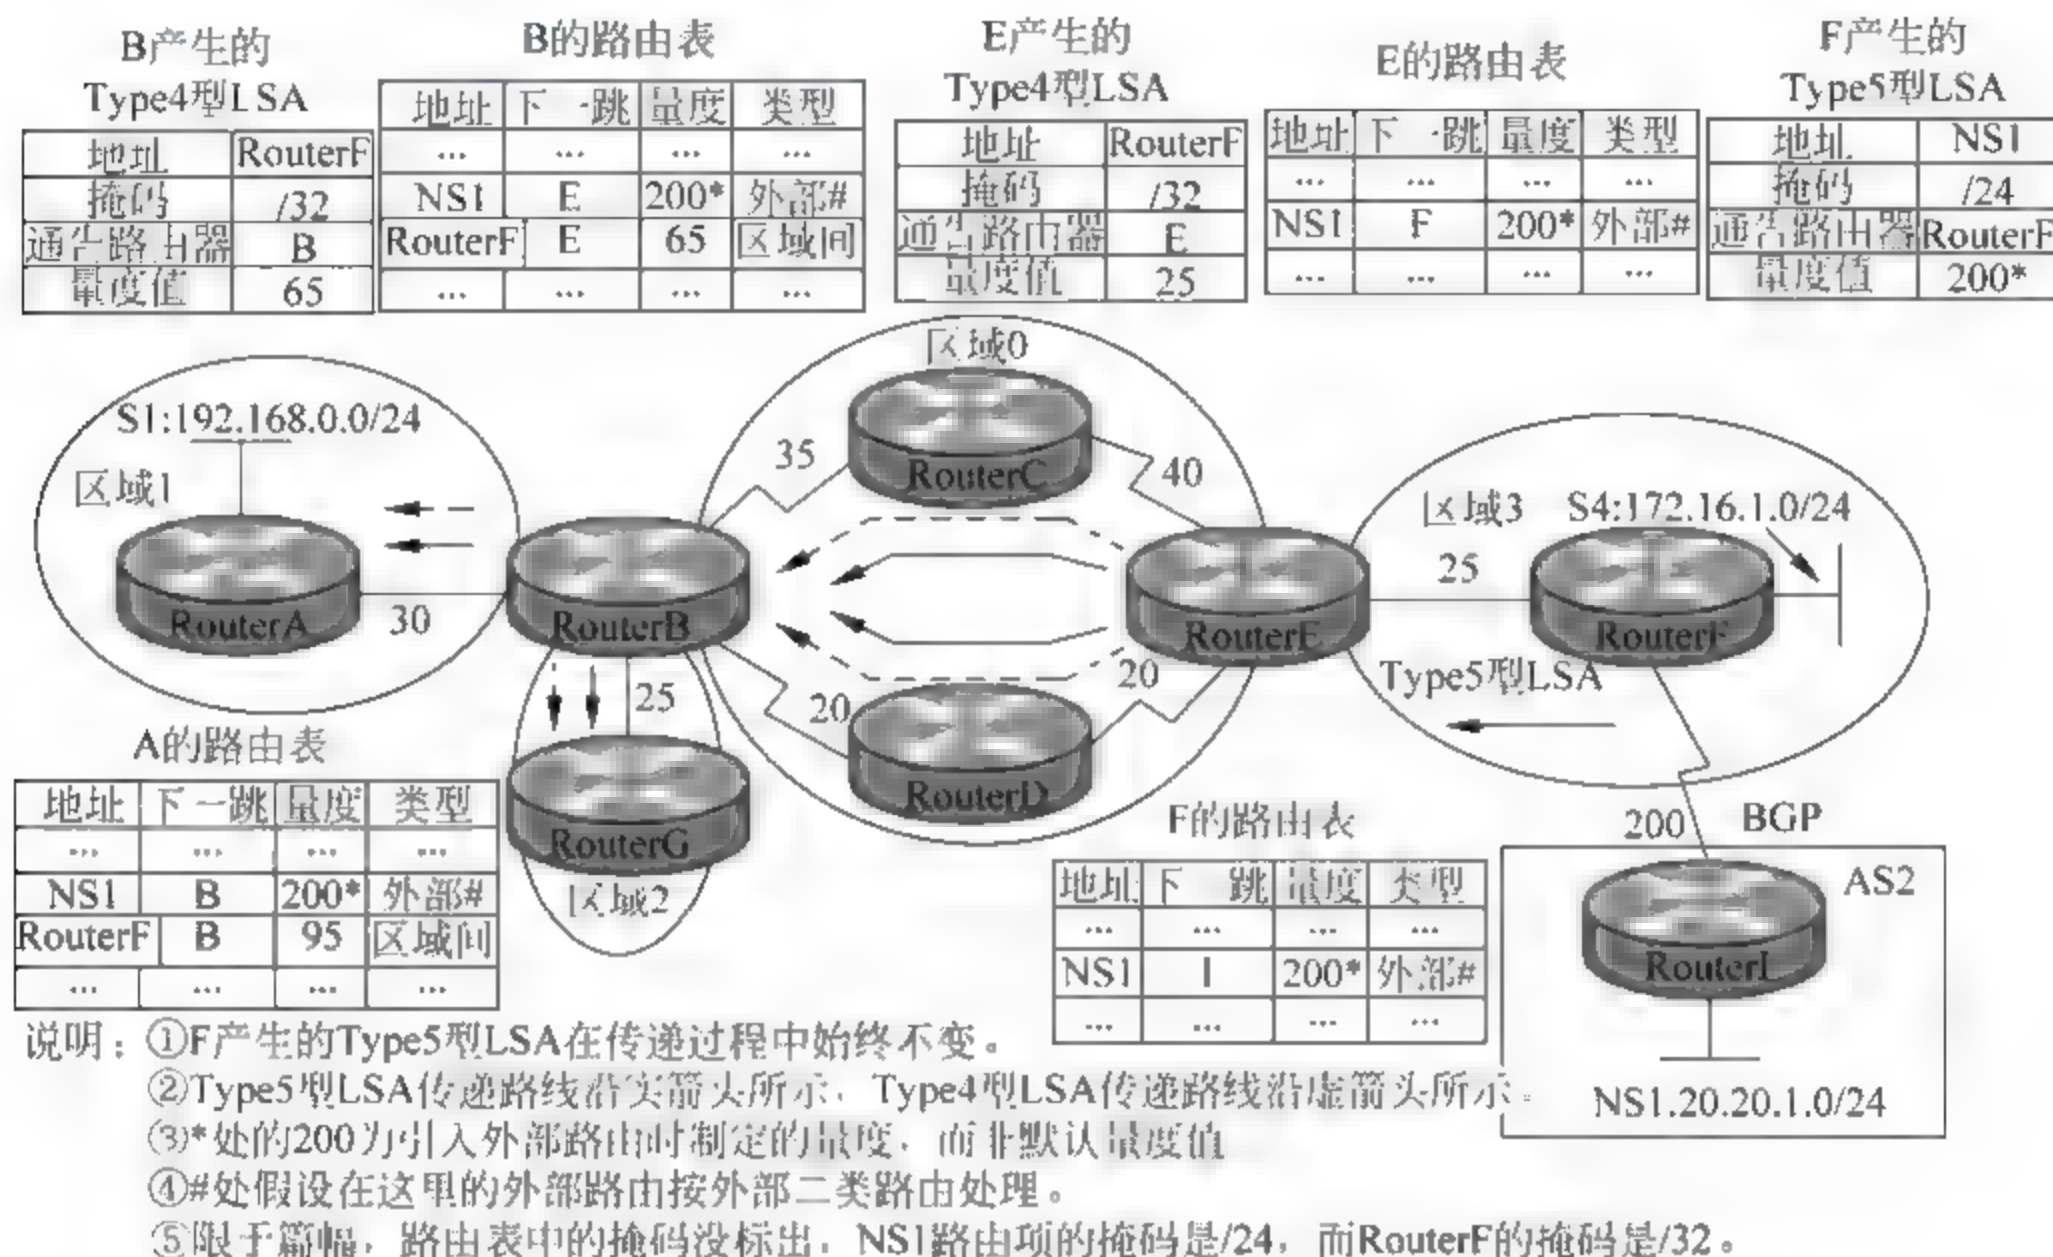 B产生的
Type4型LSA
地址 RouterF
掩码 /32
通告路由器 B
量度值 65
B的路由表
地址 下一跳 量度 类型
... ... ... ...
NS1 E 200* 外部#
RouterF E 65 区域间
... ... ... ...
E产生的
Type4型LSA
地址 RouterF
掩码 /32
通告路由器 E
量度值 25
E的路由表
地址 下一跳 量度 类型
... ... ... ...
NS1 F 200* 外部#
... ... ... ...
F产生的
Type5型LSA
地址 NS1
掩码 /24
通告路由器 RouterF
量度值 200*
区域0
S1:192.168.0.0/24
区域1
RouterA
30
RouterB
35
RouterC
40
RouterE
区域3
S4:172.16.1.0/24
25
RouterF
Type5型LSA
25
20
20
RouterD
RouterG
区域2
A的路由表
地址 下一跳 量度 类型
... ... ... ...
NS1 B 200* 外部#
RouterF B 95 区域间
... ... ... ...
F的路由表
地址 下一跳 量度 类型
... ... ... ...
NS1 I 200* 外部#
... ... ... ...
200
BGP
AS2
RouterI
NS1.20.20.1.0/24
说明：①F产生的Type5型LSA在传递过程中始终不变。
②Type5型LSA传递路线沿实箭头所示，Type4型LSA传递路线沿虚箭头所示。
③*处的200为引入外部路由时制定的量度，而非默认量度值
④#处假设在这里的外部路由按外部二类路由处理。
⑤限于篇幅，路由表中的掩码没标出，NS1路由项的掩码是/24，而RouterF的掩码是/32。